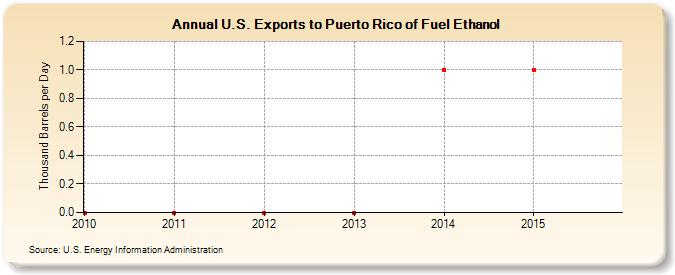 Annual U.S. Exports to Puerto Rico of Fuel Ethanol
Thousand Barrels per Day
1.2
1.0
0.8
0.6
0.4
0.2
0.0
2010 2011 2012 2013 2014 2015
Source: U.S. Energy Information Administration